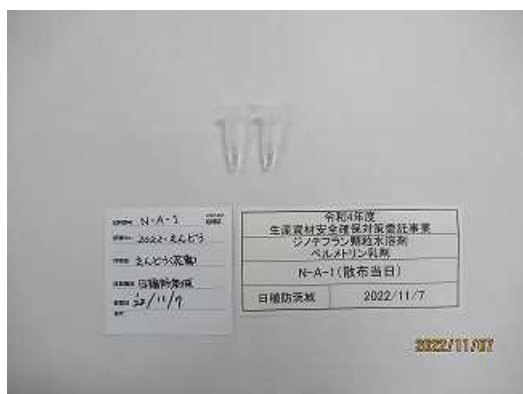 N-A-1
2022-えんどう
えんどう(花粉)
日植防茨城
'22/11/7
令和4年度
生産資材安全確保対策委託事業
ジノテフラン顆粒水溶剤
ペルメトリン乳剤
N-A-1(散布当日)
日植防茨城 2022/11/7
2022/11/07